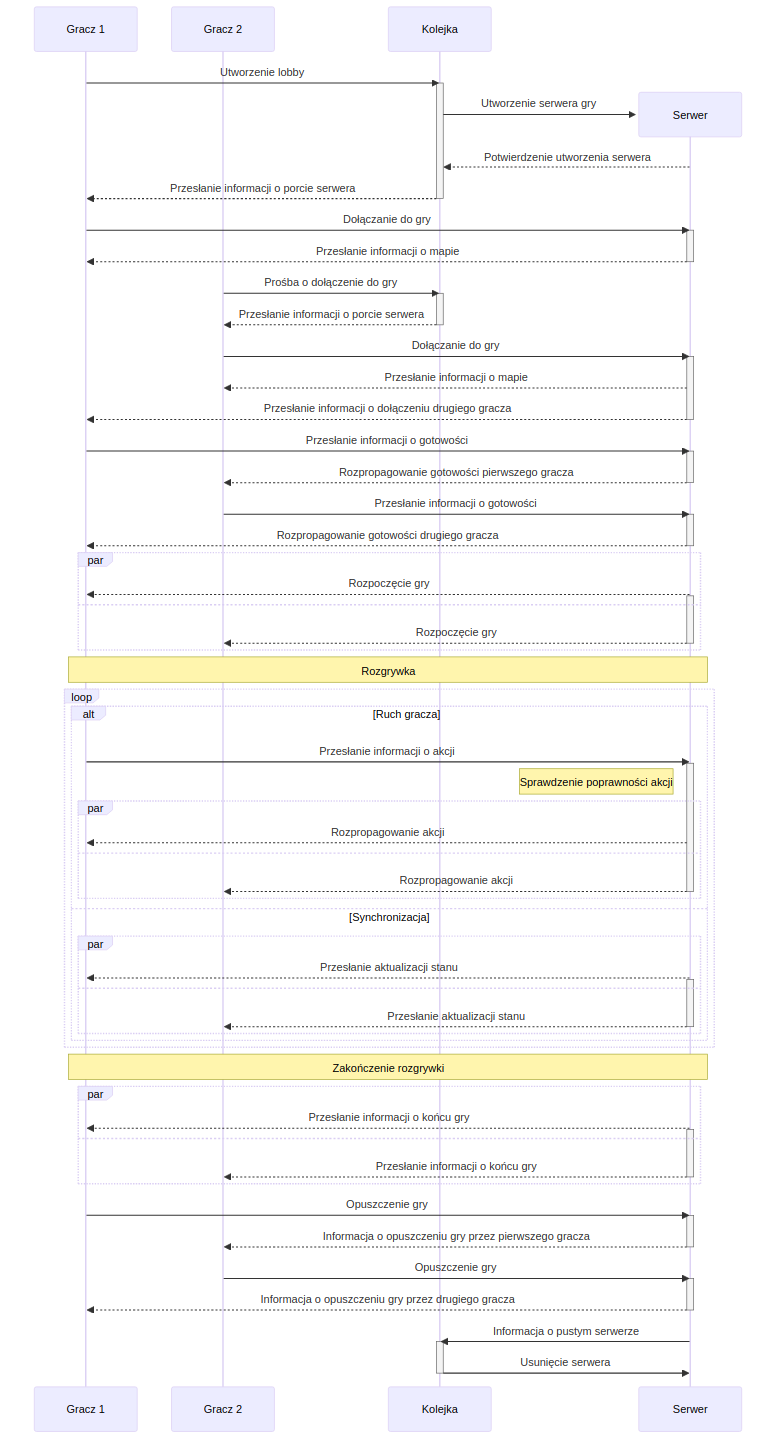 Gracz 1
Gracz 2
Kolejka
Utworzenie lobby
Utworzenie serwera gry
Serwer
Potwierdzenie utworzenia serwera
Przesłanie informacji o porcie serwera
Dołączanie do gry
Przesłanie informacji o mapie
Prośba o dołączenie do gry
Przesłanie informacji o porcie serwera
Dołączanie do gry
Przesłanie informacji o mapie
Przesłanie informacji o dołączeniu drugiego gracza
Przesłanie informacji o gotowości
Rozpropagowanie gotowości pierwszego gracza
Przesłanie informacji o gotowości
Rozpropagowanie gotowości drugiego gracza
par
Rozpoczęcie gry
Rozpoczęcie gry
Rozgrywka
loop
alt
[Ruch gracza]
Przesłanie informacji o akcji
Sprawdzenie poprawności akcji
par
Rozpropagowanie akcji
Rozpropagowanie akcji
[Synchronizacja]
par
Przesłanie aktualizacji stanu
Przesłanie aktualizacji stanu
Zakończenie rozgrywki
par
Przesłanie informacji o końcu gry
Przesłanie informacji o końcu gry
Opuszczenie gry
Informacja o opuszczeniu gry przez pierwszego gracza
Opuszczenie gry
Informacja o opuszczeniu gry przez drugiego gracza
Informacja o pustym serwerze
Usunięcie serwera
Gracz 1
Gracz 2
Kolejka
Serwer